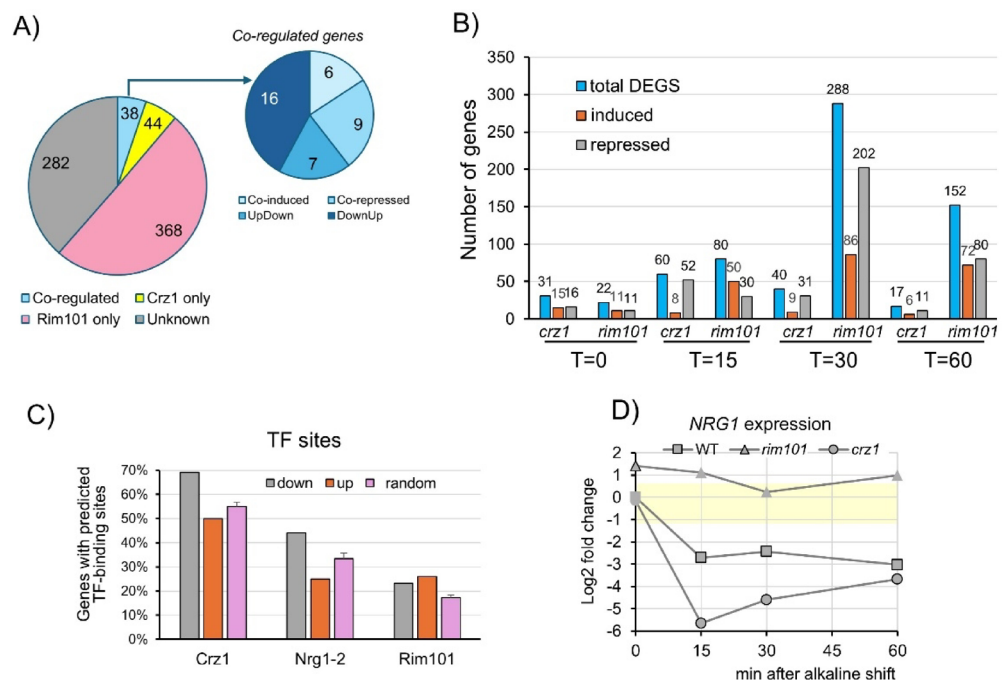 A)
Co-regulated genes
6
16
9
7
38
44
282
368
Co-induced Co-repressed
UpDown DownUp
Co-regulated Crz1 only
Rim101 only Unknown
B)
Number of genes
350
300
250
200
150
100
50
0
total DEGS
induced
repressed
31 15 16
22 11 11
60 8 52
80 50 30
40 9 31
288 86 202
17 6 11
152 72 80
crz1 rim101 crz1 rim101 crz1 rim101 crz1 rim101
T=0 T=15 T=30 T=60
C)
TF sites
Genes with predicted
TF-binding sites
70%
60%
50%
40%
30%
20%
10%
0%
down up random
Crz1 Nrg1-2 Rim101
D)
NRG1 expression
WT rim101 crz1
Log2 fold change
2
1
0
-1
-2
-3
-4
-5
-6
0 15 30 45 60
min after alkaline shift